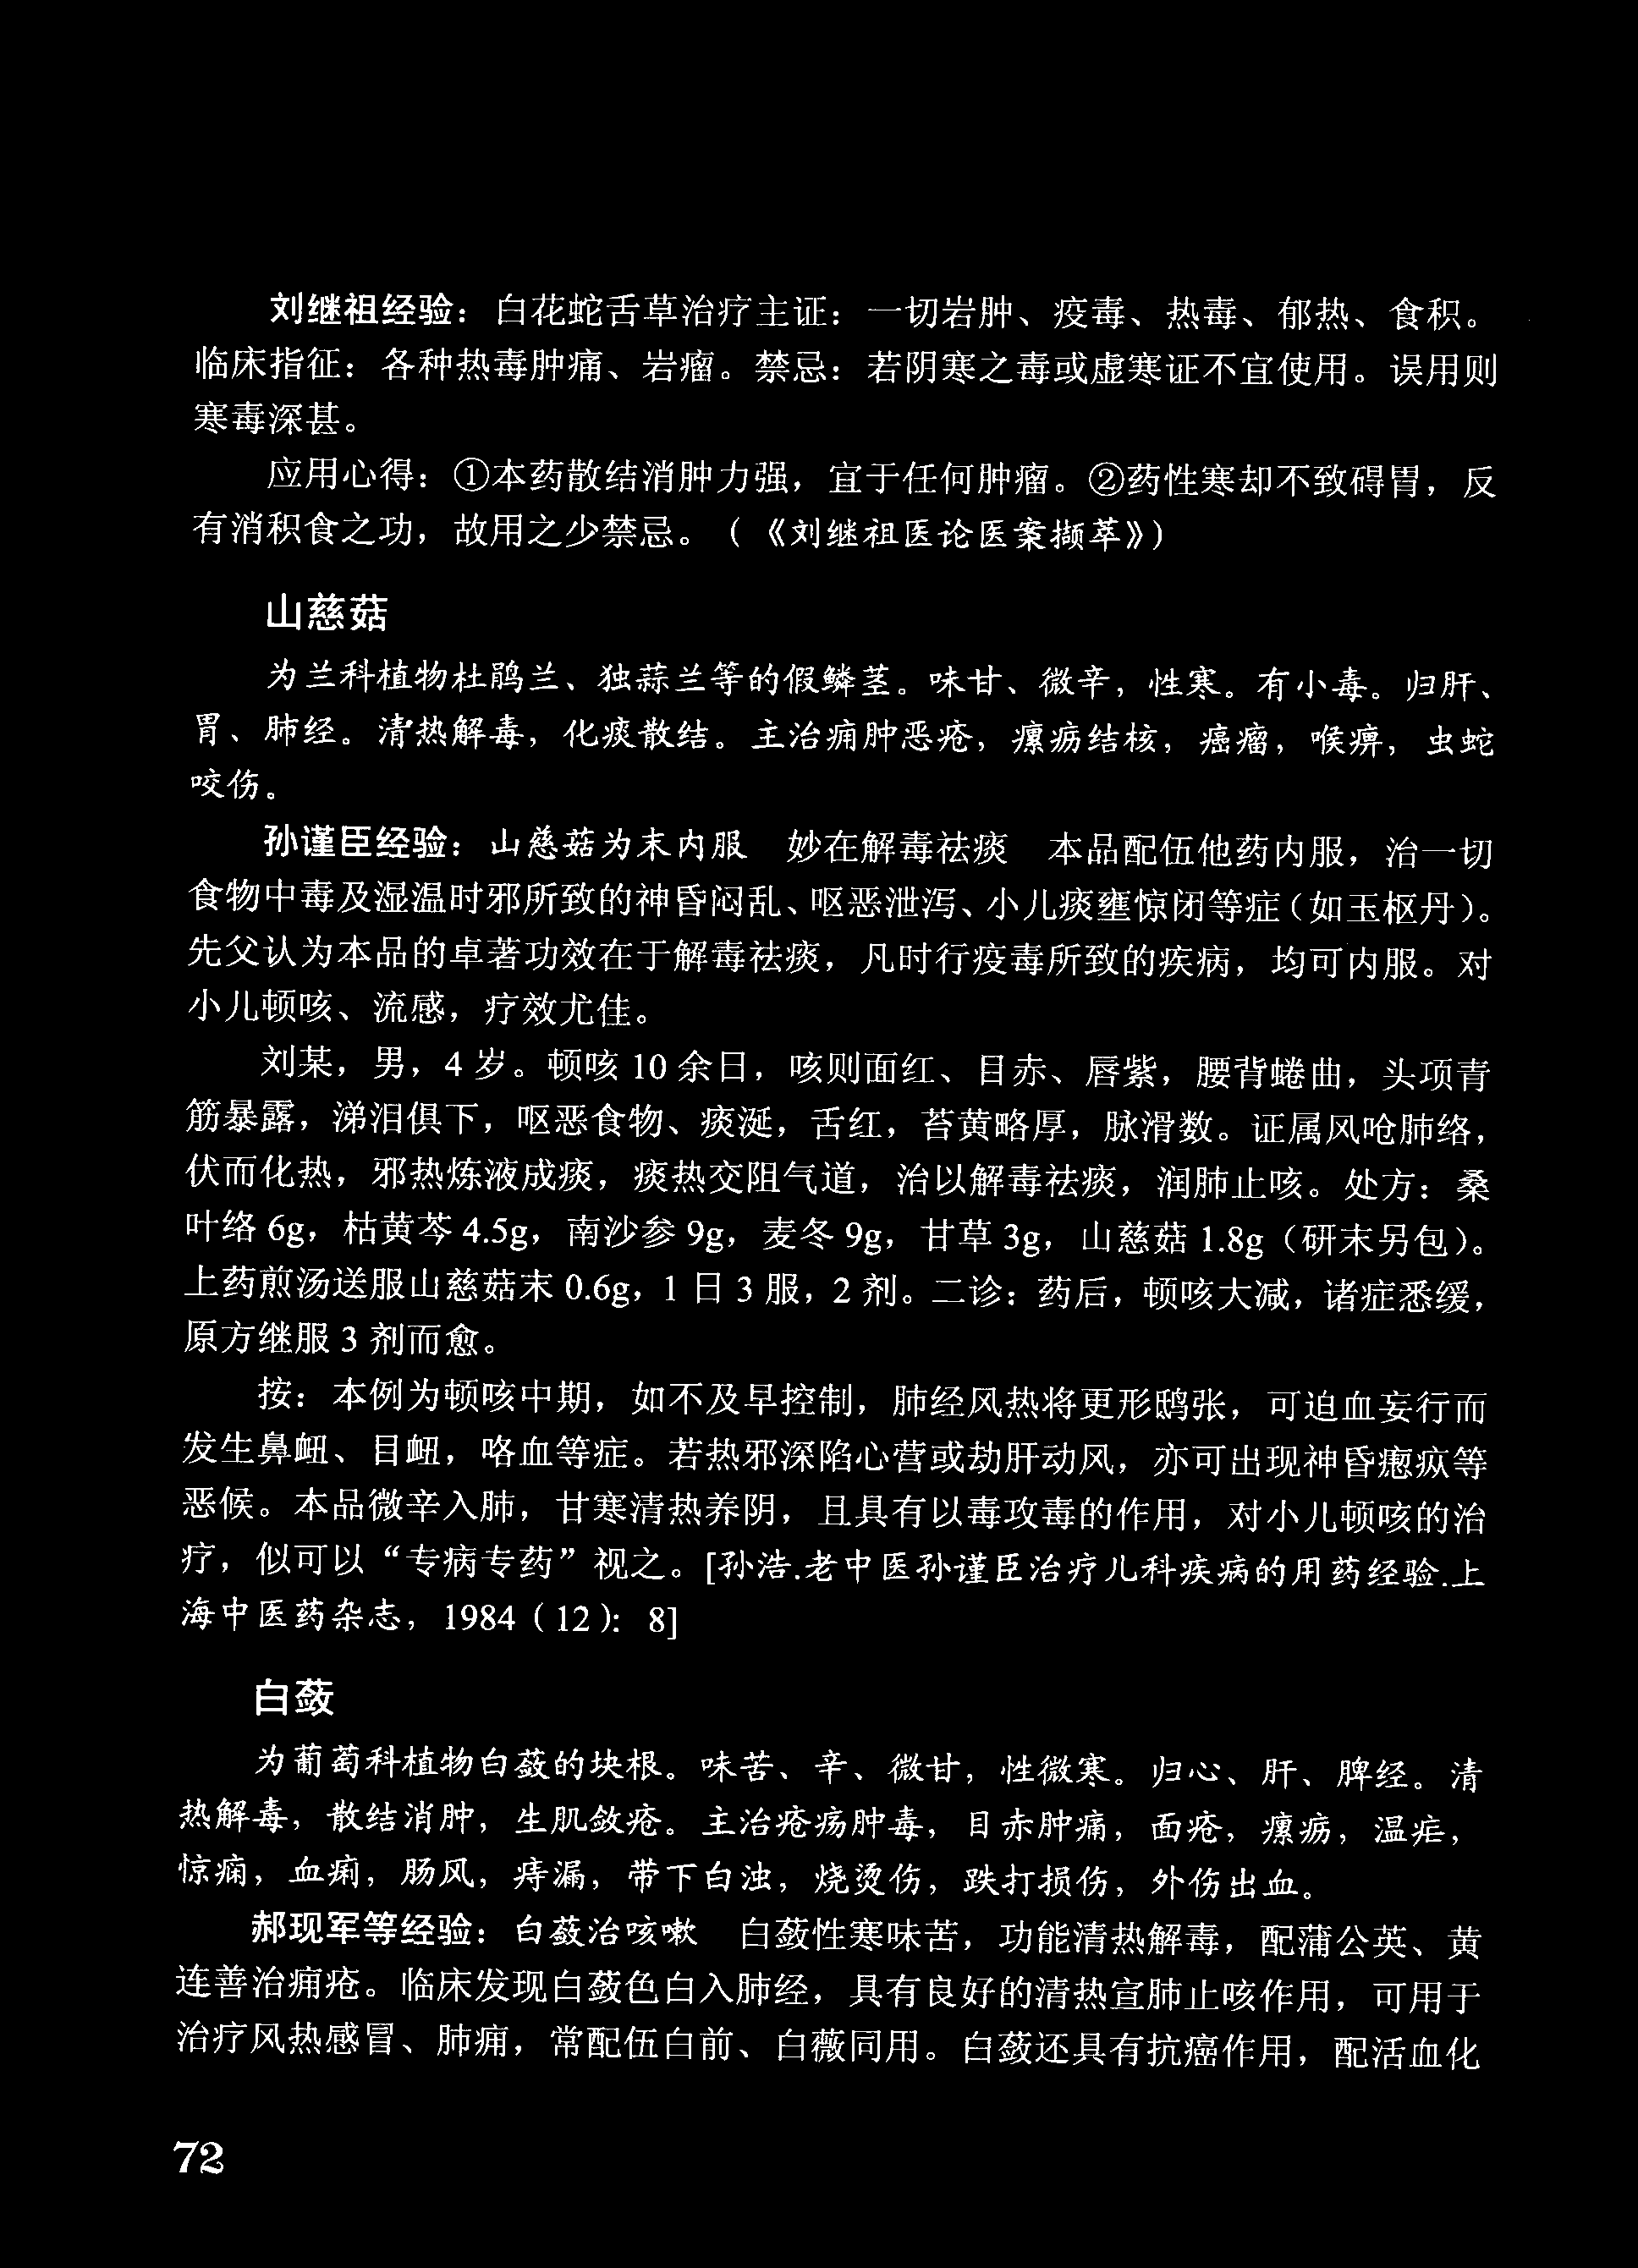 刘继祖经验：白花蛇舌草治疗主证：一切岩肿、疫毒、热毒、郁热、食积。
临床指征：各种热毒肿痛、岩瘤。禁忌：若阴寒之毒或虚寒证不宜使用。误用则
寒毒深甚。
应用心得：①本药散结消肿力强，宜于任何肿瘤。②药性寒却不致碍胃，反
有消积食之功，故用之少禁忌。（《刘继祖医论医案撷萃》）
山慈菇
为兰科植物杜鹃兰、独蒜兰等的假鳞茎。味甘、微辛，性寒。有小毒。归肝、
胃、肺经。清热解毒，化痰散结。主治痈肿恶疮，瘰疬结核，癌瘤，喉痹，虫蛇
咬伤。
孙谨臣经验：山慈菇为末内服　妙在解毒祛痰　本品配伍他药内服，治一切
食物中毒及湿温时邪所致的神昏闷乱、呕恶泄泻、小儿痰壅惊闭等症（如玉枢丹）。
先父认为本品的卓著功效在于解毒祛痰，凡时行疫毒所致的疾病，均可内服。对
小儿顿咳、流感，疗效尤佳。
刘某，男，4 岁。顿咳 10 余日，咳则面红、目赤、唇紫，腰背蜷曲，头项青
筋暴露，涕泪俱下，呕恶食物、痰涎，舌红，苔黄略厚，脉滑数。证属风呛肺络，
伏而化热，邪热炼液成痰，痰热交阻气道，治以解毒祛痰，润肺止咳。处方：桑
叶络 6g，枯黄芩 4.5g，南沙参 9g，麦冬 9g，甘草 3g，山慈菇 1.8g（研末另包）。
上药煎汤送服山慈菇末 0.6g，1 日 3 服，2 剂。二诊：药后，顿咳大减，诸症悉缓，
原方继服 3 剂而愈。
按：本例为顿咳中期，如不及早控制，肺经风热将更形鸱张，可迫血妄行而
发生鼻衄、目衄，咯血等症。若热邪深陷心营或劫肝动风，亦可出现神昏瘛疭等
恶候。本品微辛入肺，甘寒清热养阴，且具有以毒攻毒的作用，对小儿顿咳的治
疗，似可以“专病专药”视之。[孙浩.老中医孙谨臣治疗儿科疾病的用药经验.上
海中医药杂志，1984（12）：8]
白蔹
为葡萄科植物白蔹的块根。味苦、辛、微甘，性微寒。归心、肝、脾经。清
热解毒，散结消肿，生肌敛疮。主治疮疡肿毒，目赤肿痛，面疮，瘰疬，温疟，
惊痫，血痢，肠风，痔漏，带下白浊，烧烫伤，跌打损伤，外伤出血。
郝现军等经验：白蔹治咳嗽　白蔹性寒味苦，功能清热解毒，配蒲公英、黄
连善治痈疮。临床发现白蔹色白入肺经，具有良好的清热宣肺止咳作用，可用于
治疗风热感冒、肺痈，常配伍白前、白薇同用。白蔹还具有抗癌作用，配活血化
72